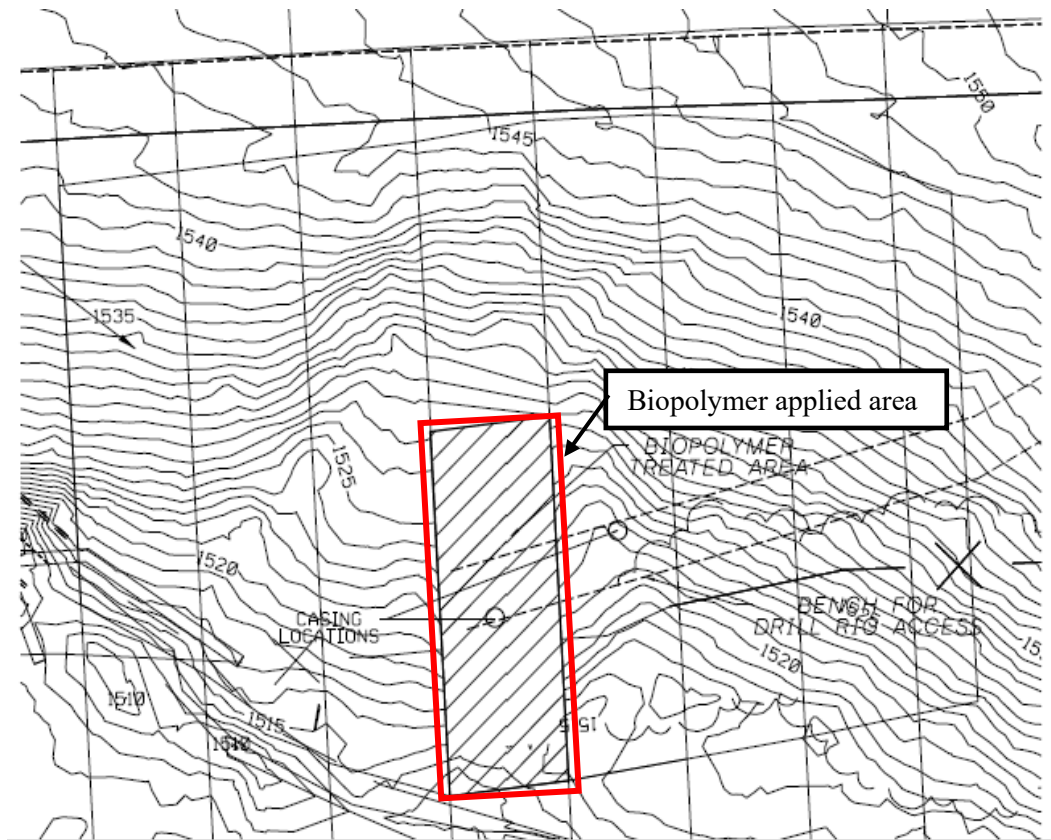 1550
1545
1540
1535
1540
Biopolymer applied area
BIOPOLYMER
TREATED AREA
1525
1520
CASING
LOCATIONS
BENCH FOR
DRILL RIG ACCESS
1520
1510
1515
1515
1510